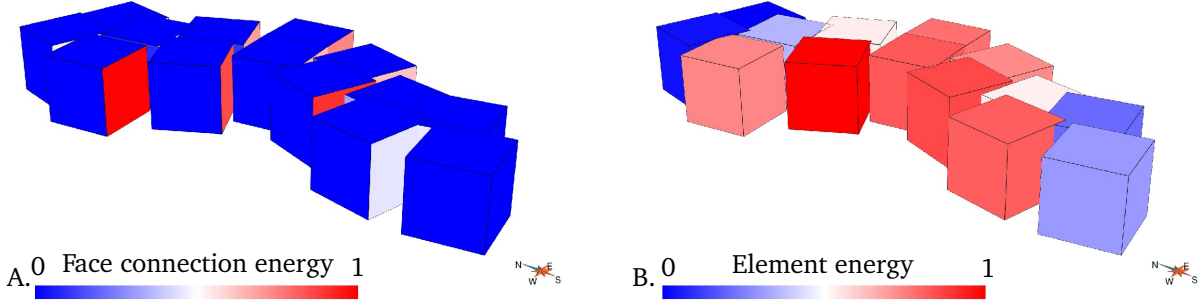 N E
W S
A. 0 Face connection energy 1
N E
W S
B. 0 Element energy 1